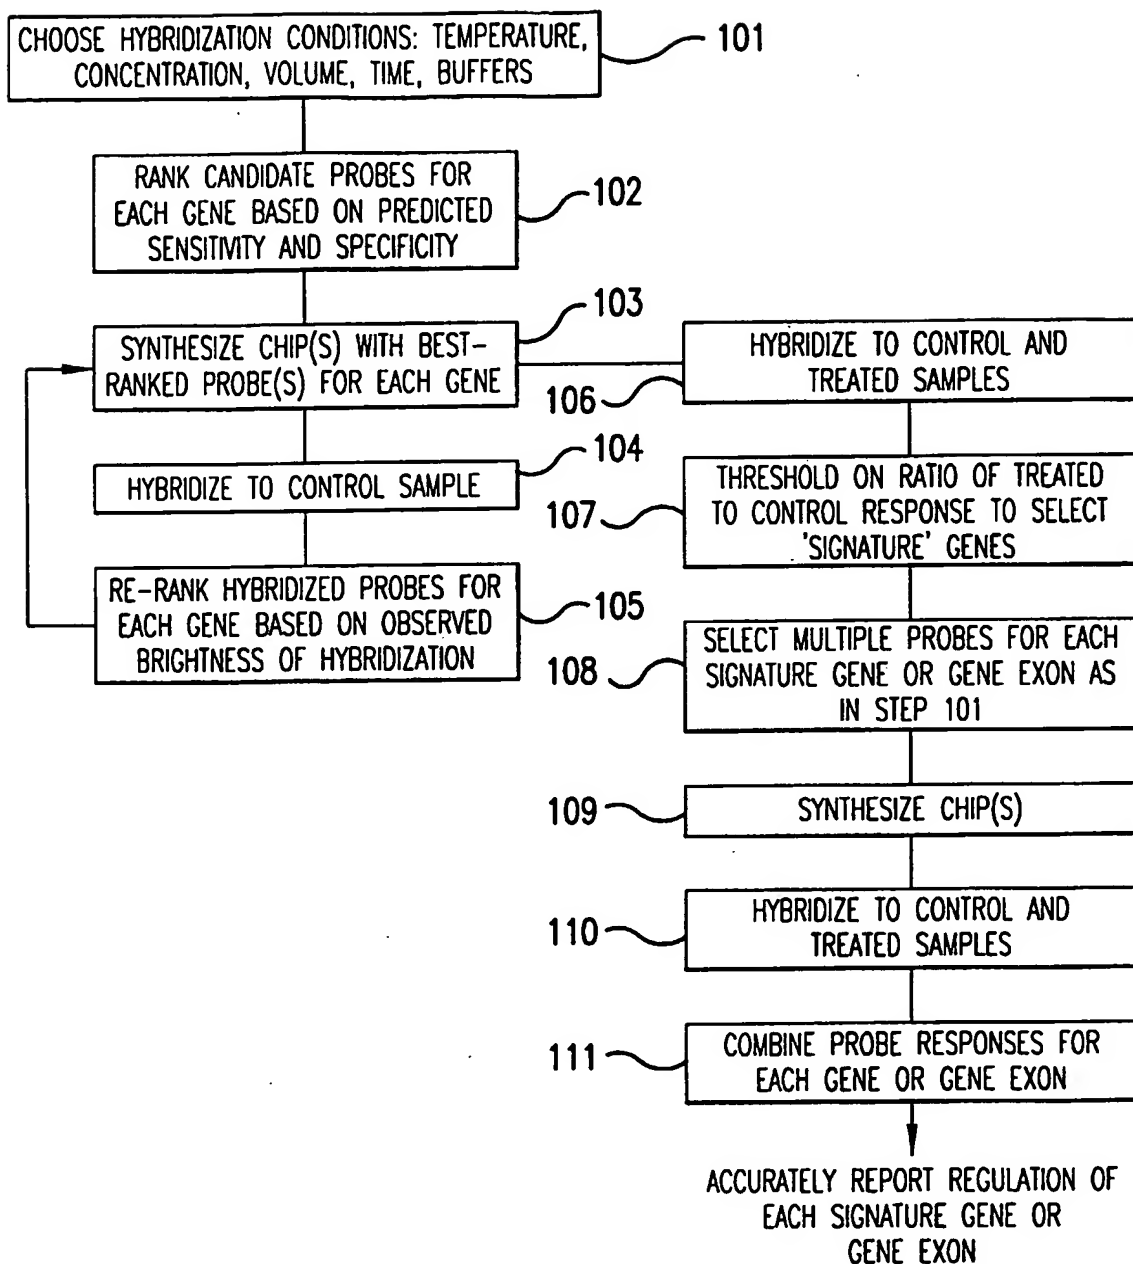 CHOOSE HYBRIDIZATION CONDITIONS: TEMPERATURE,
CONCENTRATION, VOLUME, TIME, BUFFERS
101
RANK CANDIDATE PROBES FOR
EACH GENE BASED ON PREDICTED
SENSITIVITY AND SPECIFICITY
102
SYNTHESIZE CHIP(S) WITH BEST-
RANKED PROBE(S) FOR EACH GENE
103
HYBRIDIZE TO CONTROL SAMPLE
104
RE-RANK HYBRIDIZED PROBES FOR
EACH GENE BASED ON OBSERVED
BRIGHTNESS OF HYBRIDIZATION
105
HYBRIDIZE TO CONTROL AND
TREATED SAMPLES
106
THRESHOLD ON RATIO OF TREATED
TO CONTROL RESPONSE TO SELECT
'SIGNATURE' GENES
107
SELECT MULTIPLE PROBES FOR EACH
SIGNATURE GENE OR GENE EXON AS
IN STEP 101
108
SYNTHESIZE CHIP(S)
109
HYBRIDIZE TO CONTROL AND
TREATED SAMPLES
110
COMBINE PROBE RESPONSES FOR
EACH GENE OR GENE EXON
111
ACCURATELY REPORT REGULATION OF
EACH SIGNATURE GENE OR
GENE EXON